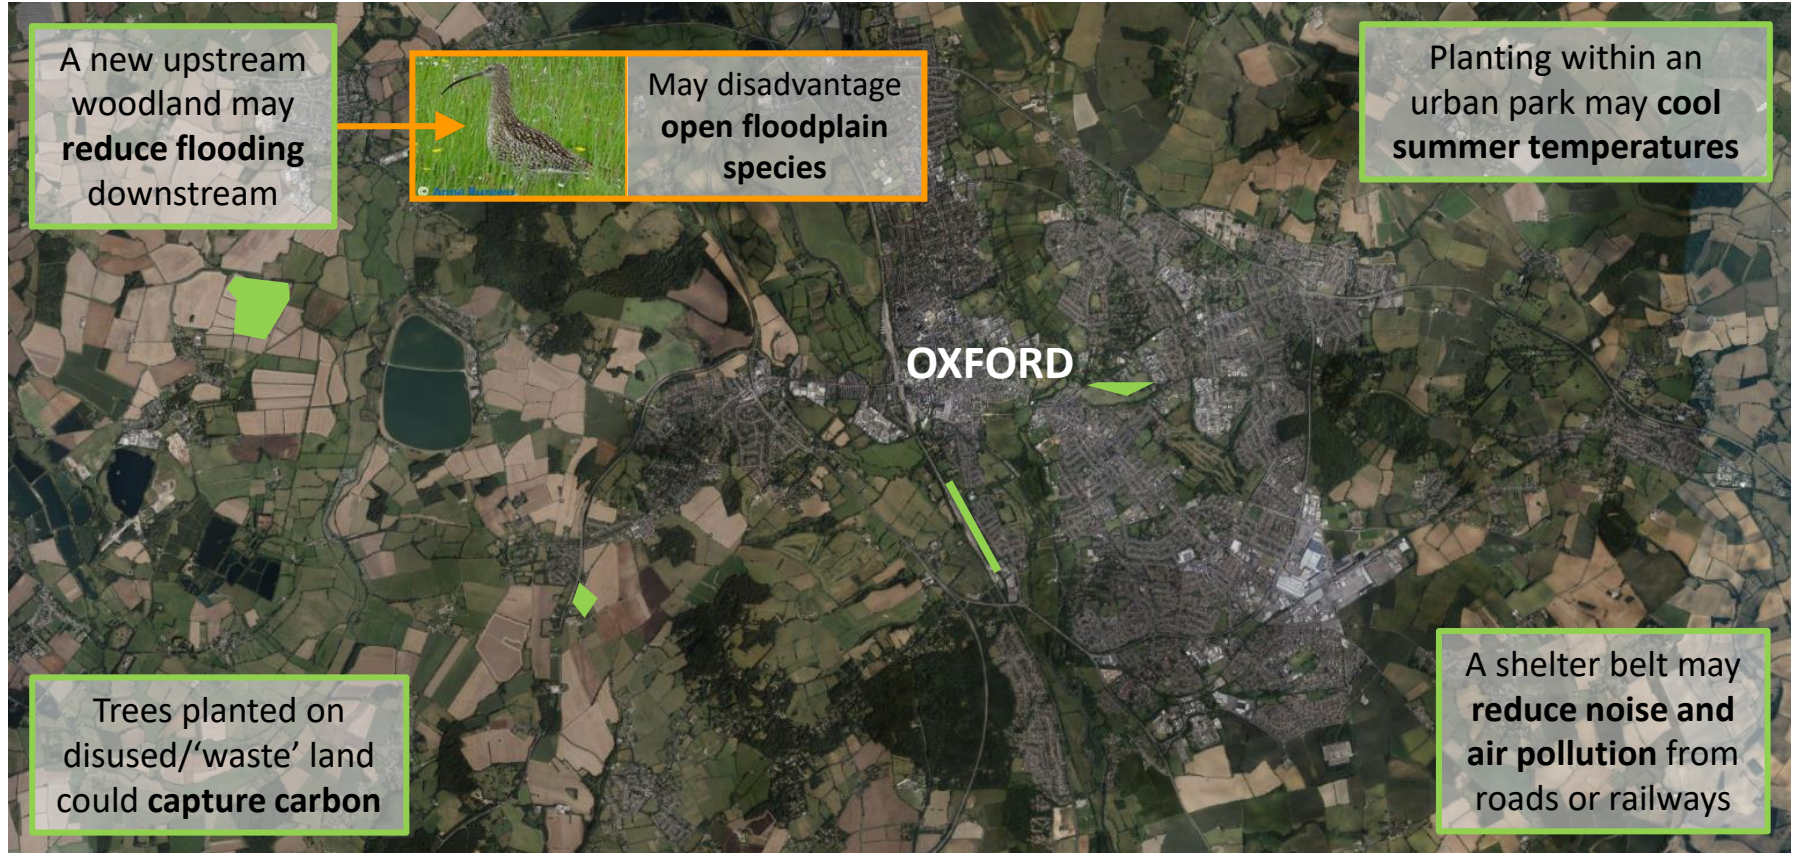 A new upstream
woodland may
reduce flooding
downstream
May disadvantage
open floodplain
species
© Anne Burgess
Planting within an
urban park may cool
summer temperatures
OXFORD
Trees planted on
disused/‘waste’ land
could capture carbon
A shelter belt may
reduce noise and
air pollution from
roads or railways